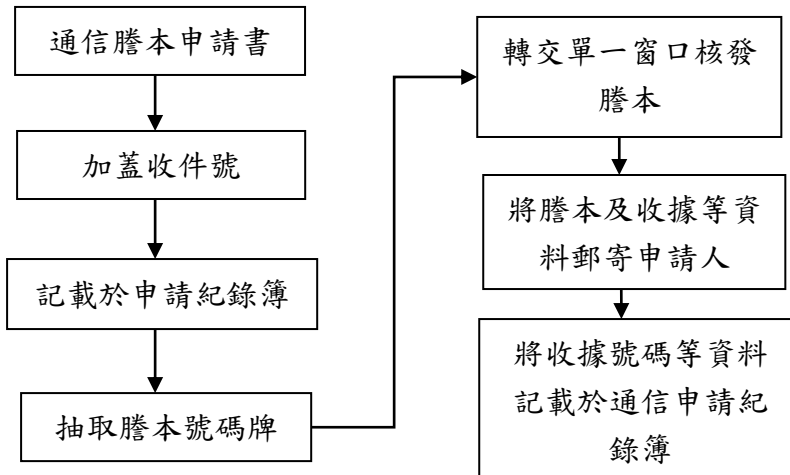 通信謄本申請書
加蓋收件號
記載於申請紀錄簿
抽取謄本號碼牌
轉交單一窗口核發
謄本
將謄本及收據等資
料郵寄申請人
將收據號碼等資料
記載於通信申請紀
錄簿